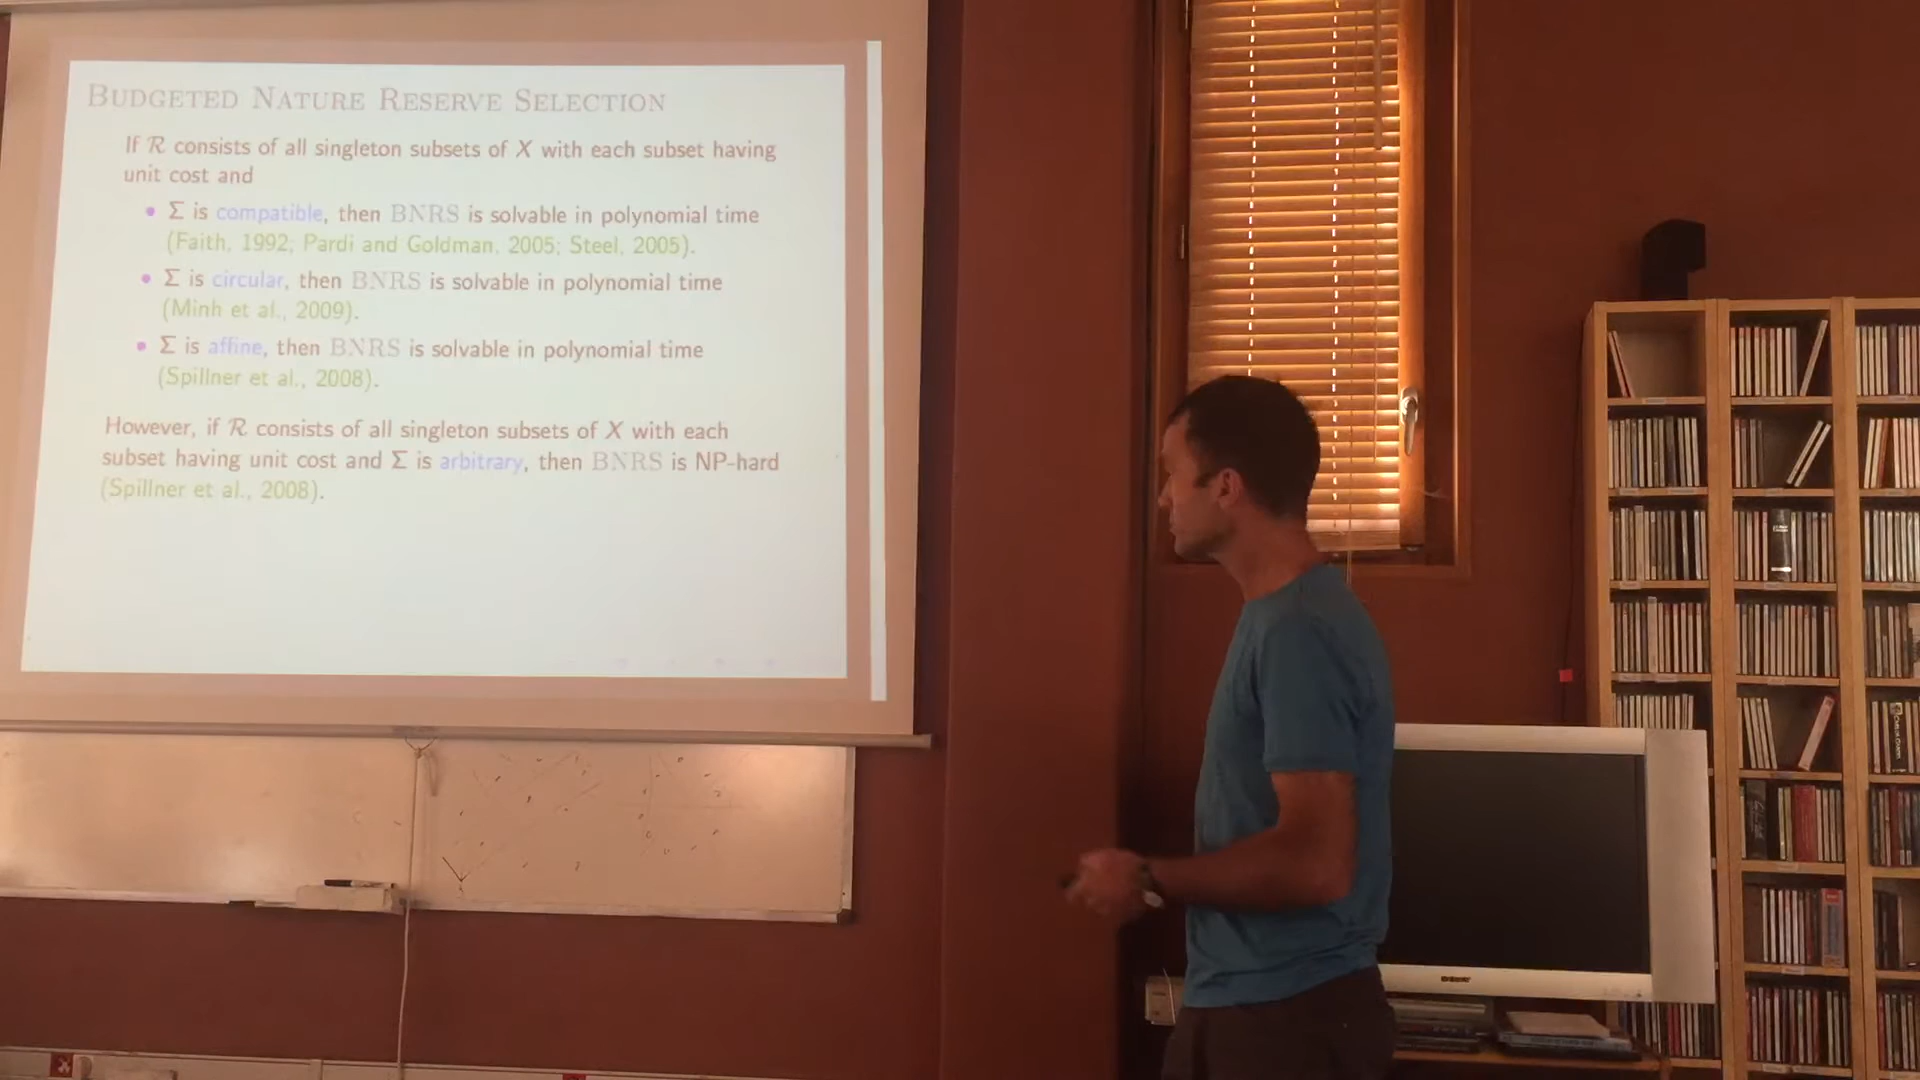 BUDGETED NATURE RESERVE SELECTION
If ℛ consists of all singleton subsets of X with each subset having
unit cost and
• Σ is compatible, then BNRS is solvable in polynomial time
(Faith, 1992; Pardi and Goldman, 2005; Steel, 2005).
• Σ is circular, then BNRS is solvable in polynomial time
(Minh et al., 2009).
• Σ is affine, then BNRS is solvable in polynomial time
(Spillner et al., 2008).
However, if ℛ consists of all singleton subsets of X with each
subset having unit cost and Σ is arbitrary, then BNRS is NP-hard
(Spillner et al., 2008).